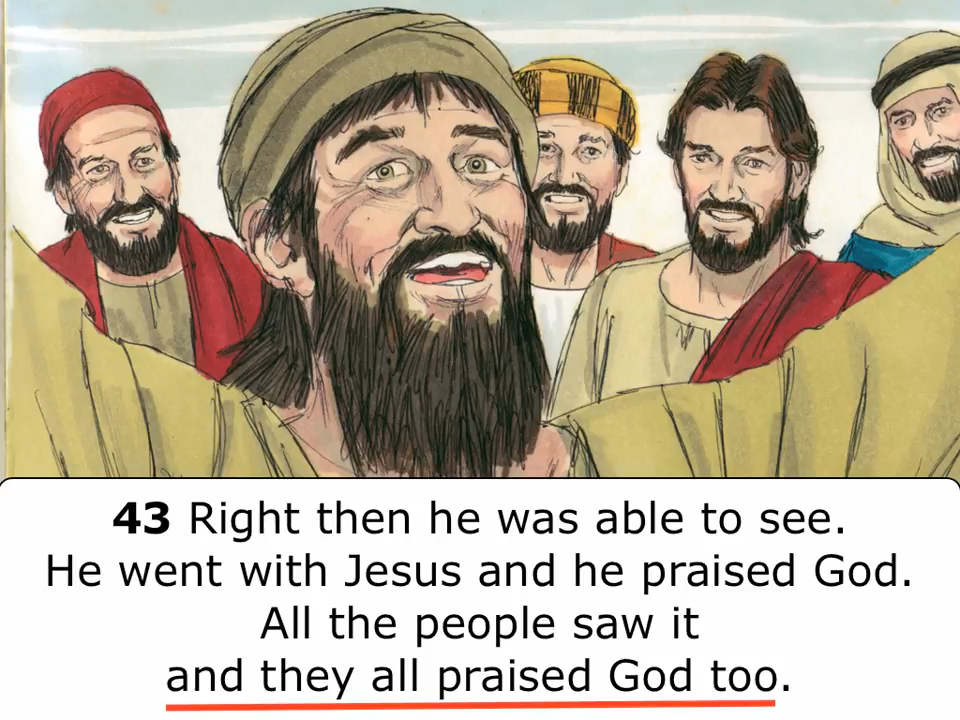 43 Right then he was able to see.
He went with Jesus and he praised God.
All the people saw it
and they all praised God too.